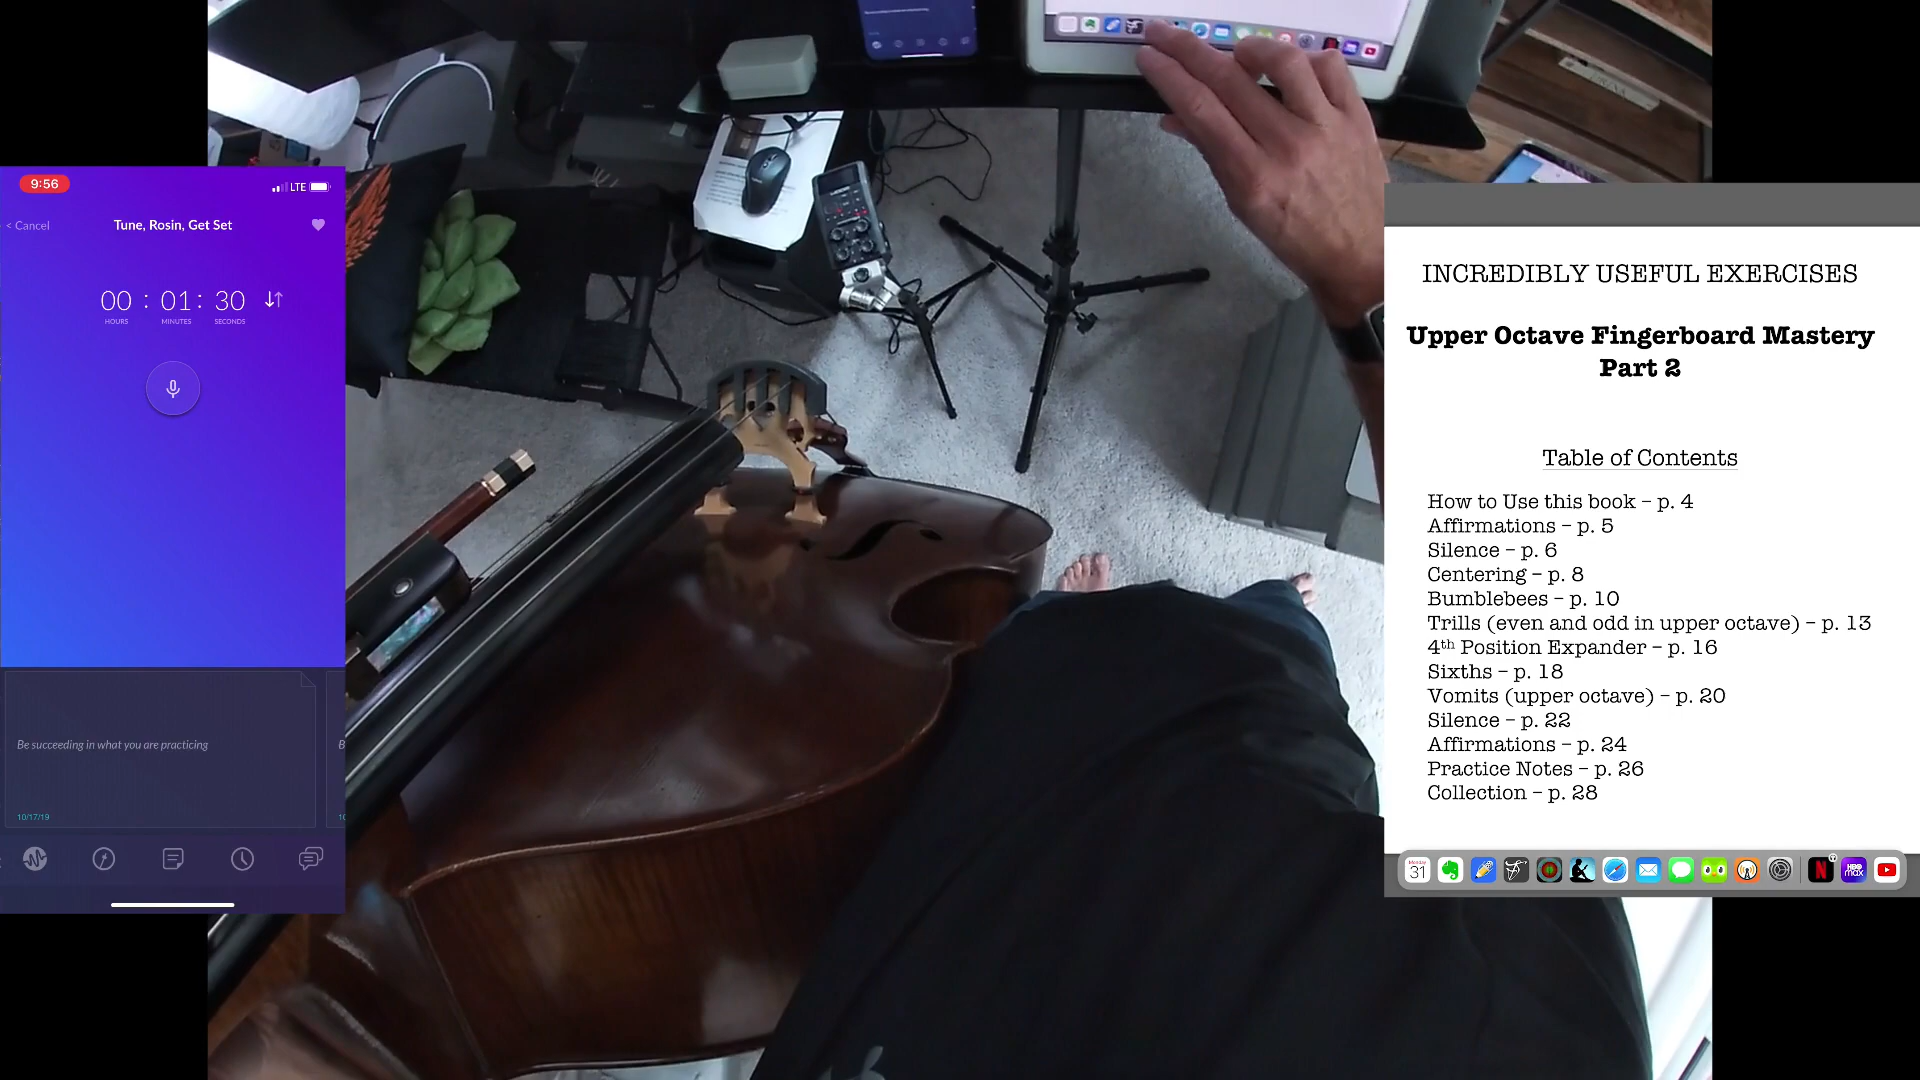 9:56
LTE
< Cancel
Tune, Rosin, Get Set
00 : 01 : 30
HOURS MINUTES SECONDS
Be succeeding in what you are practicing
B
10/17/19
10
INCREDIBLY USEFUL EXERCISES
Upper Octave Fingerboard Mastery
Part 2
Table of Contents
How to Use this book – p. 4
Affirmations – p. 5
Silence – p. 6
Centering – p. 8
Bumblebees – p. 10
Trills (even and odd in upper octave) – p. 13
4th Position Expander – p. 16
Sixths – p. 18
Vomits (upper octave) – p. 20
Silence – p. 22
Affirmations – p. 24
Practice Notes – p. 26
Collection – p. 28
Monday
31
N
HBO
max